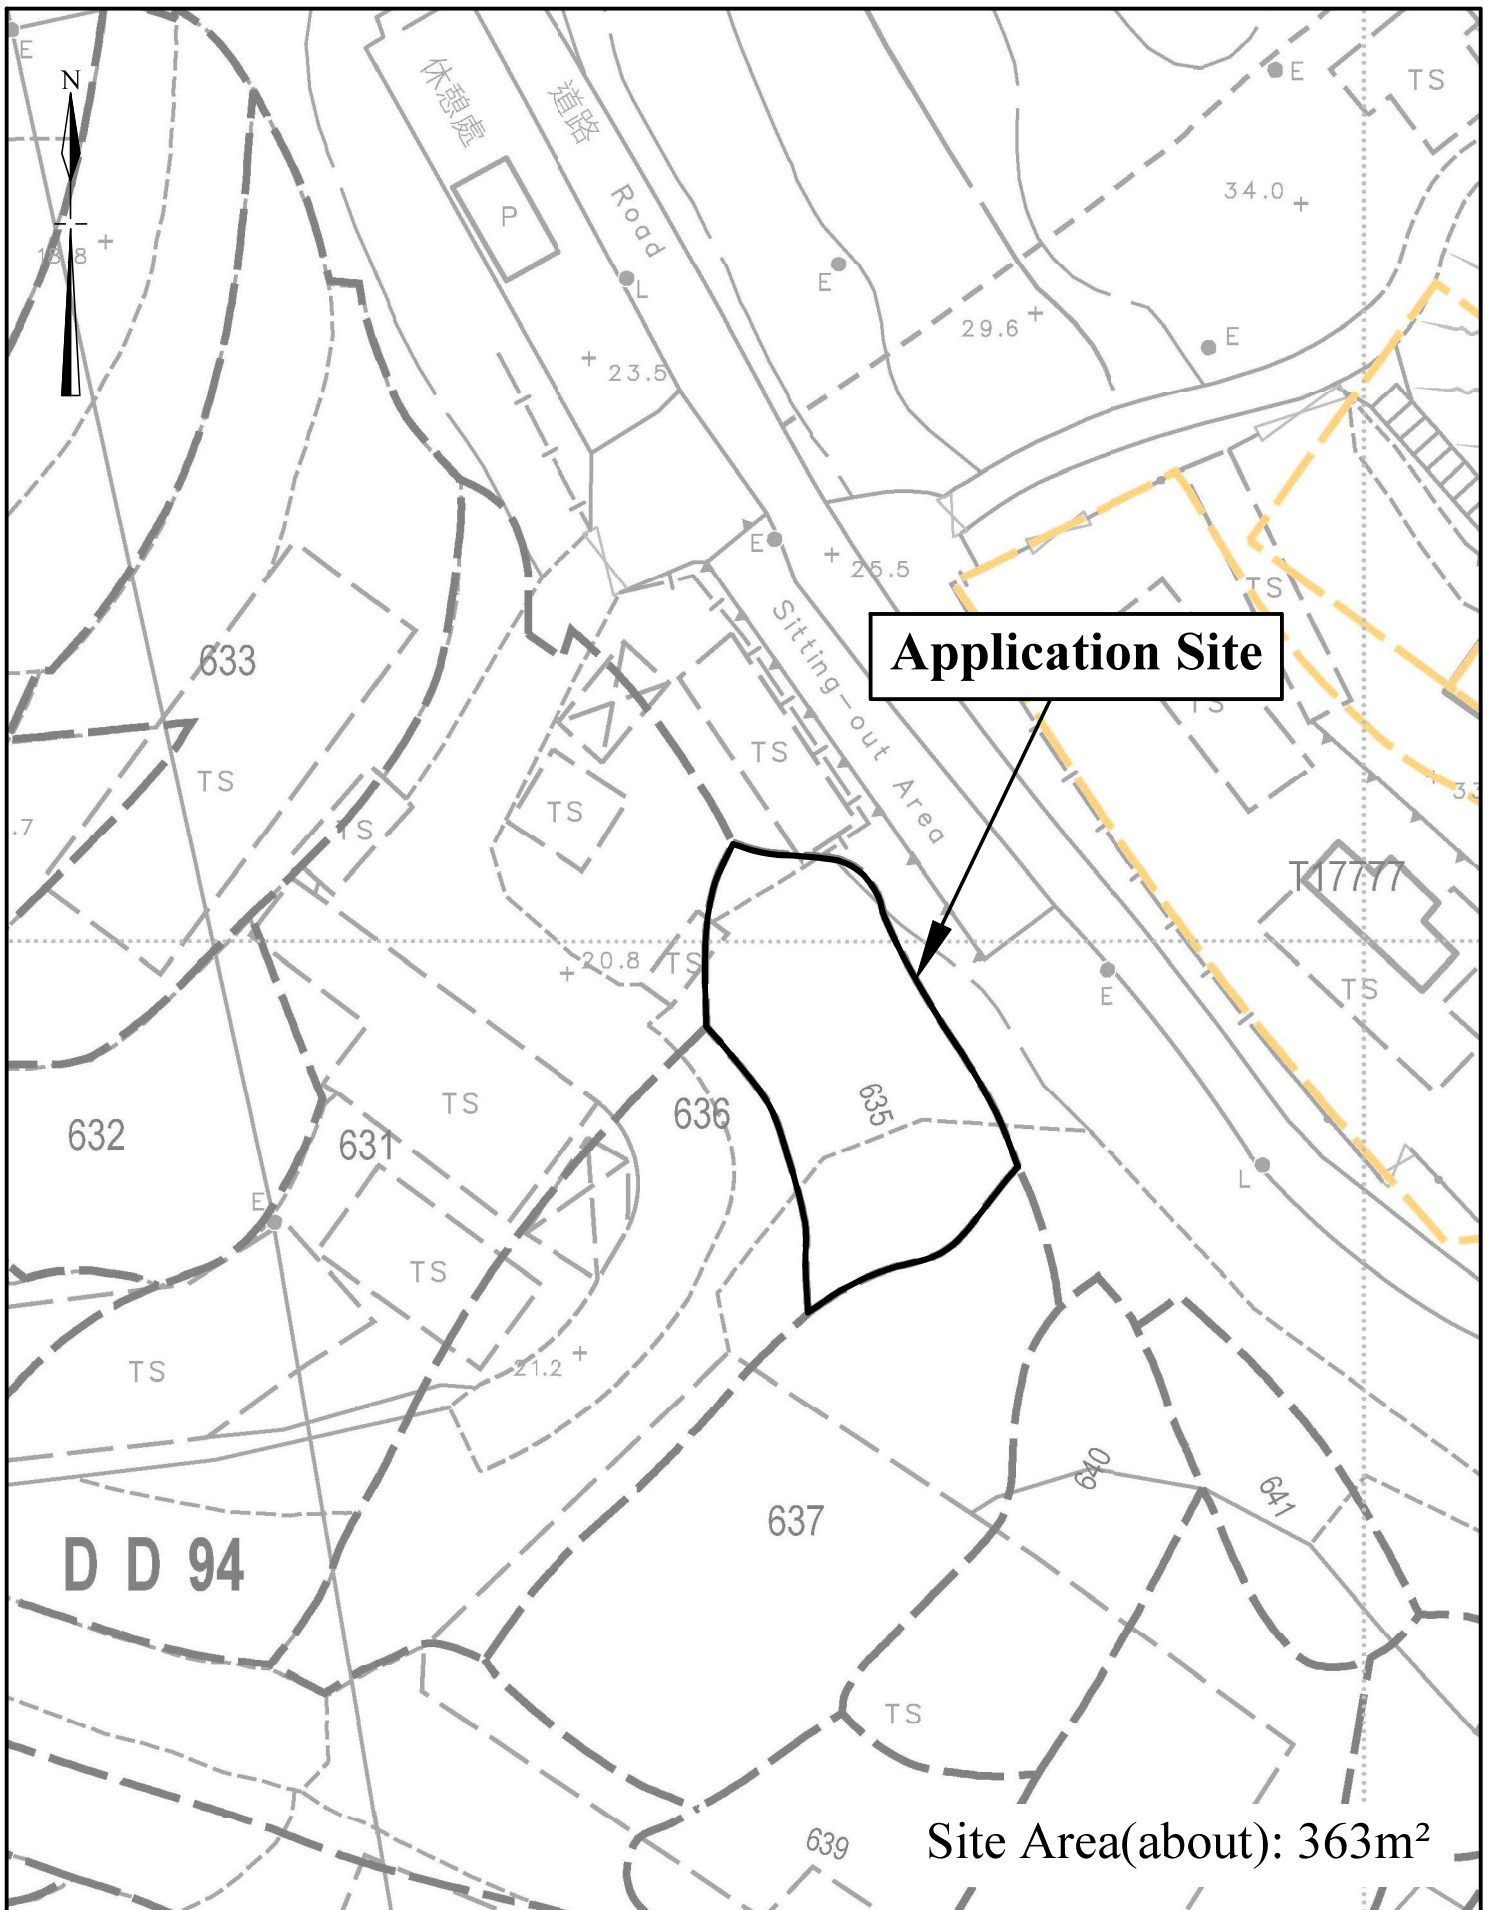 E
N
休憩處
道路
Road
E
TS
34.0
P
L
E
29.6
E
23.5
E
25.5
TS
Sitting-out Area
Application Site
633
TS
TS
TS
TS
TS
.7
T17777
20.8
TS
E
TS
TS
635
636
632
631
E
L
TS
TS
21.2
640
641
637
D D 94
TS
639
Site Area(about): 363m²